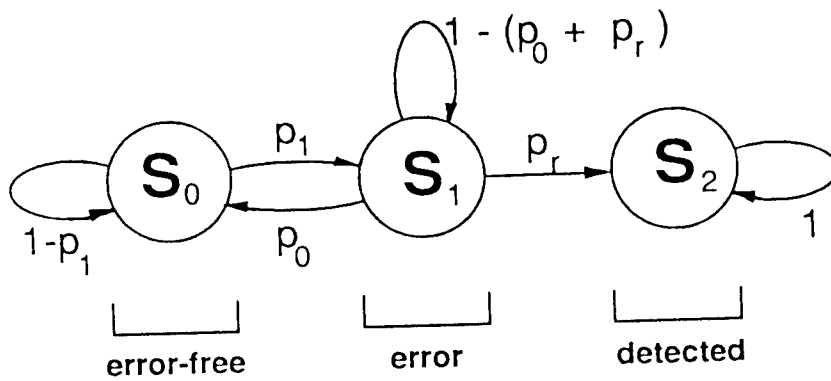 1 - (p₀ + pᵣ)
p₁
pᵣ
S₀
S₁
S₂
1-p₁
p₀
1
error-free
error
detected